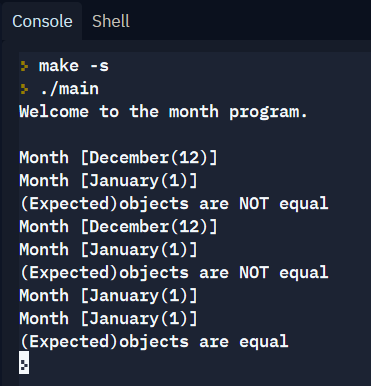 Console Shell
make -s
./main
Welcome to the month program.
Month [December(12)]
Month [January(1)]
(Expected)objects are NOT equal
Month [December(12)]
Month [January(1)]
(Expected)objects are NOT equal
Month [January(1)]
Month [January(1)]
(Expected)objects are equal